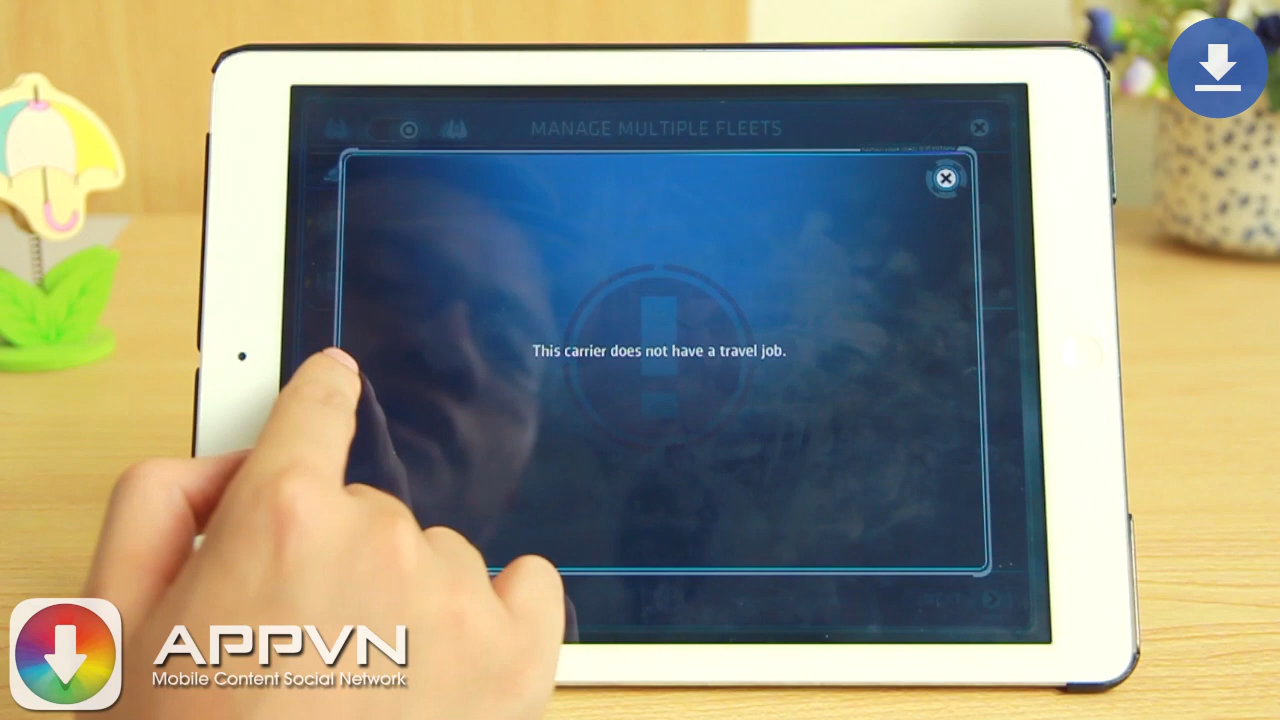 MANAGE MULTIPLE FLEETS
This carrier does not have a travel job.
APPVN
Mobile Content Social Network